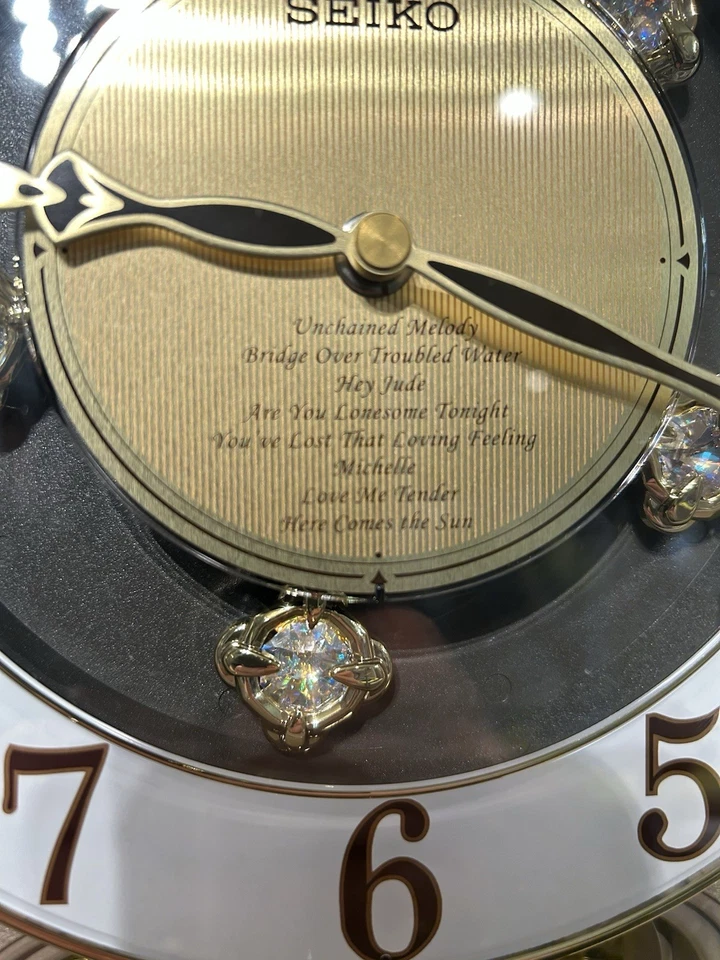 SEIKO
Unchained Melody
Bridge Over Troubled Water
Hey Jude
Are You Lonesome Tonight
You've Lost That Loving Feeling
Michelle
Love Me Tender
Here Comes the Sun
7 6 5